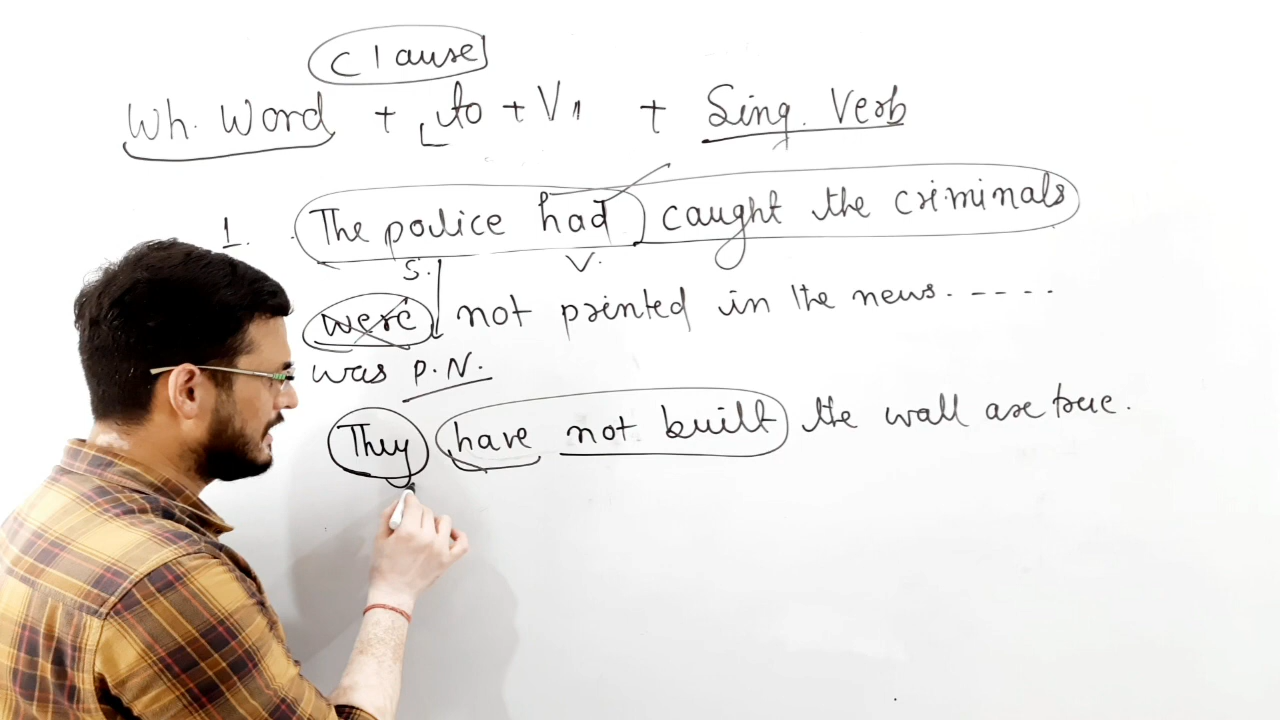 Clause
Wh. Word + to + V1 + Sing. Verb
1. The police had caught the criminals
S. V.
were not printed in the news. ----
was P.N.
They have not built the wall are true.